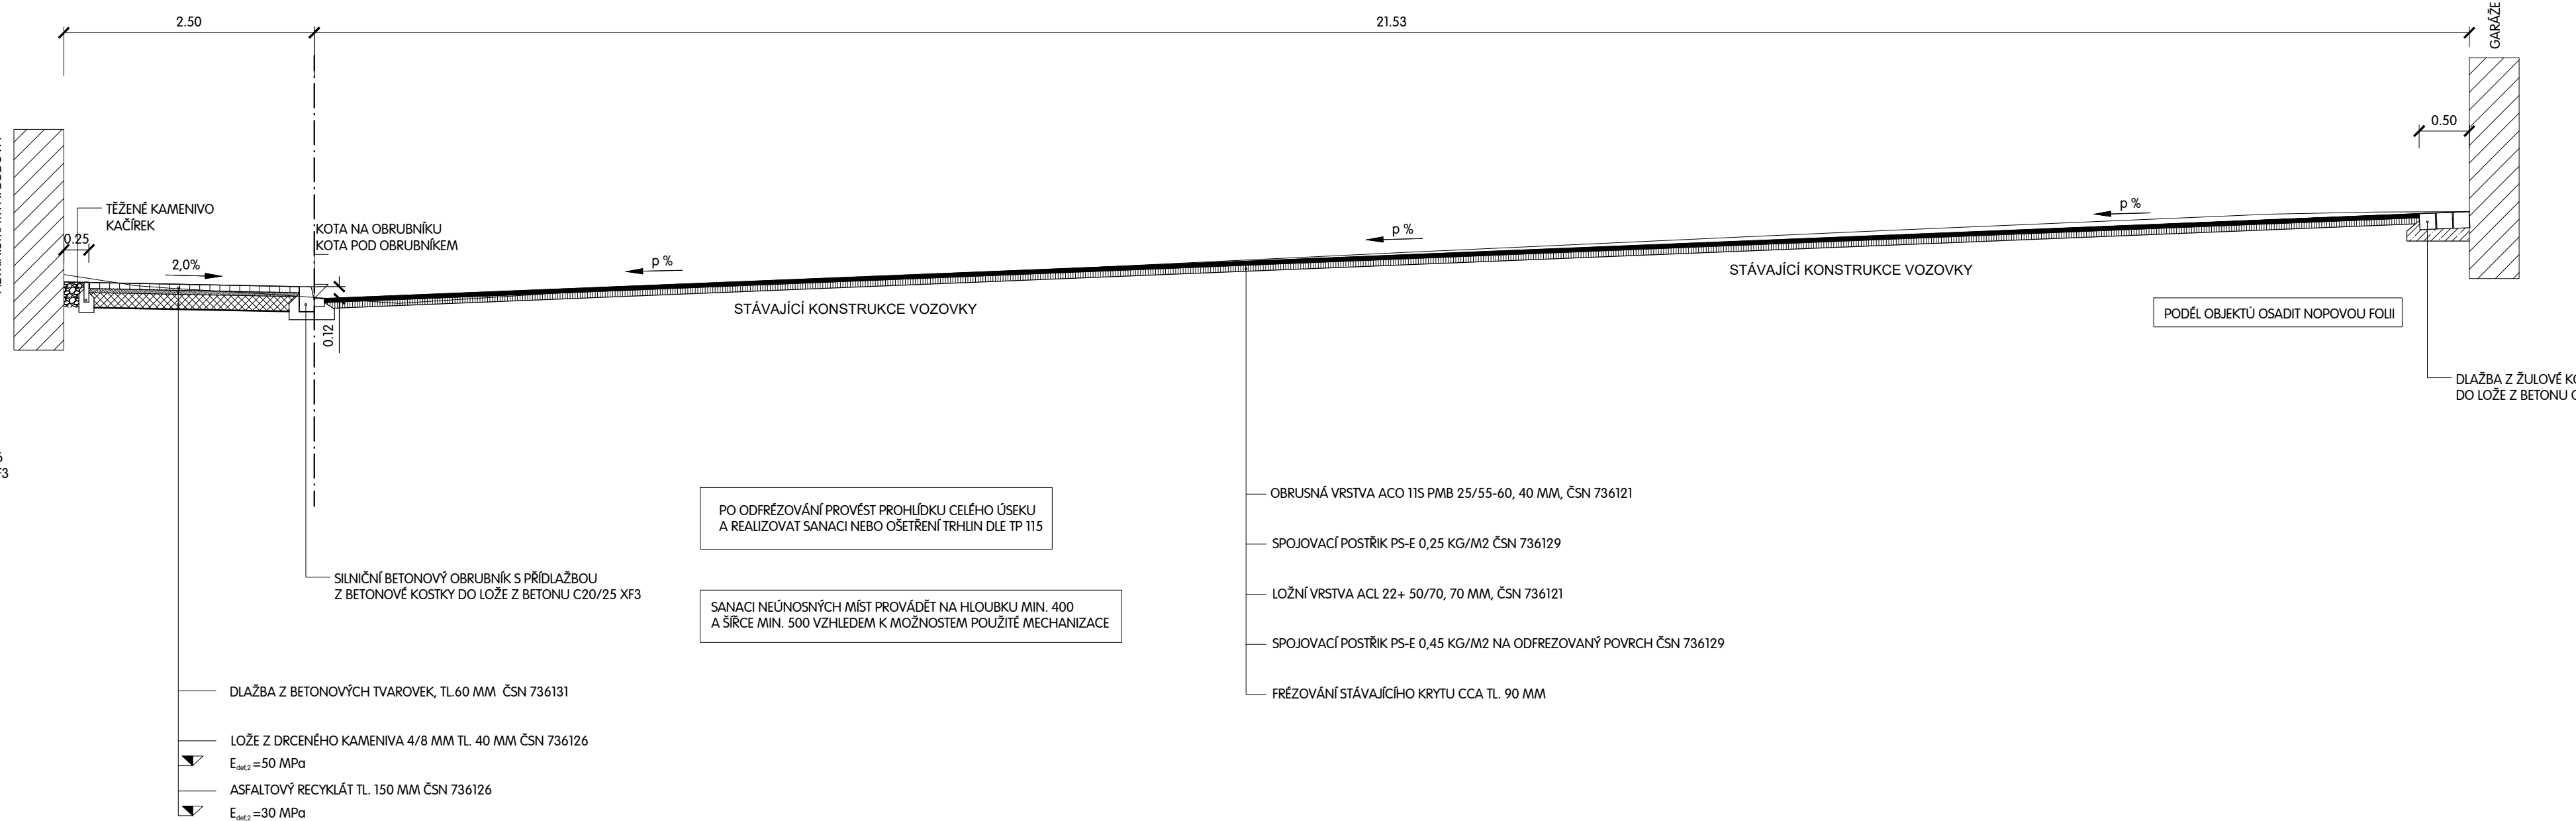 2.50
21.53
GARÁŽE
0.50
TĚŽENÉ KAMENIVO
KAČÍREK
0.25
2,0%
KOTA NA OBRUBNÍKU
KOTA POD OBRUBNÍKEM
0.12
p %
p %
p %
STÁVAJÍCÍ KONSTRUKCE VOZOVKY
STÁVAJÍCÍ KONSTRUKCE VOZOVKY
PODÉL OBJEKTŮ OSADIT NOPOVOU FOLII
DLAŽBA Z ŽULOVÉ
DO LOŽE Z BETONU
PO ODFRÉZOVÁNÍ PROVÉST PROHLÍDKU CELÉHO ÚSEKU
A REALIZOVAT SANACI NEBO OŠETŘENÍ TRHLIN DLE TP 115
SILNIČNÍ BETONOVÝ OBRUBNÍK S PŘÍDLAŽBOU
Z BETONOVÉ KOSTKY DO LOŽE Z BETONU C20/25 XF3
SANACI NEÚNOSNÝCH MÍST PROVÁDĚT NA HLOUBKU MIN. 400
A ŠÍŘCE MIN. 500 VZHLEDEM K MOŽNOSTEM POUŽITÉ MECHANIZACE
OBRUSNÁ VRSTVA ACO 11S PMB 25/55-60, 40 MM, ČSN 736121
SPOJOVACÍ POSTŘIK PS-E 0,25 KG/M2 ČSN 736129
LOŽNÍ VRSTVA ACL 22+ 50/70, 70 MM, ČSN 736121
SPOJOVACÍ POSTŘIK PS-E 0,45 KG/M2 NA ODFREZOVANÝ POVRCH ČSN 736129
FRÉZOVÁNÍ STÁVAJÍCÍHO KRYTU CCA TL. 90 MM
DLAŽBA Z BETONOVÝCH TVAROVEK, TL.60 MM ČSN 736131
LOŽE Z DRCENÉHO KAMENIVA 4/8 MM TL. 40 MM ČSN 736126
Edef,2 =50 MPa
ASFALTOVÝ RECYKLÁT TL. 150 MM ČSN 736126
Edef,2 =30 MPa